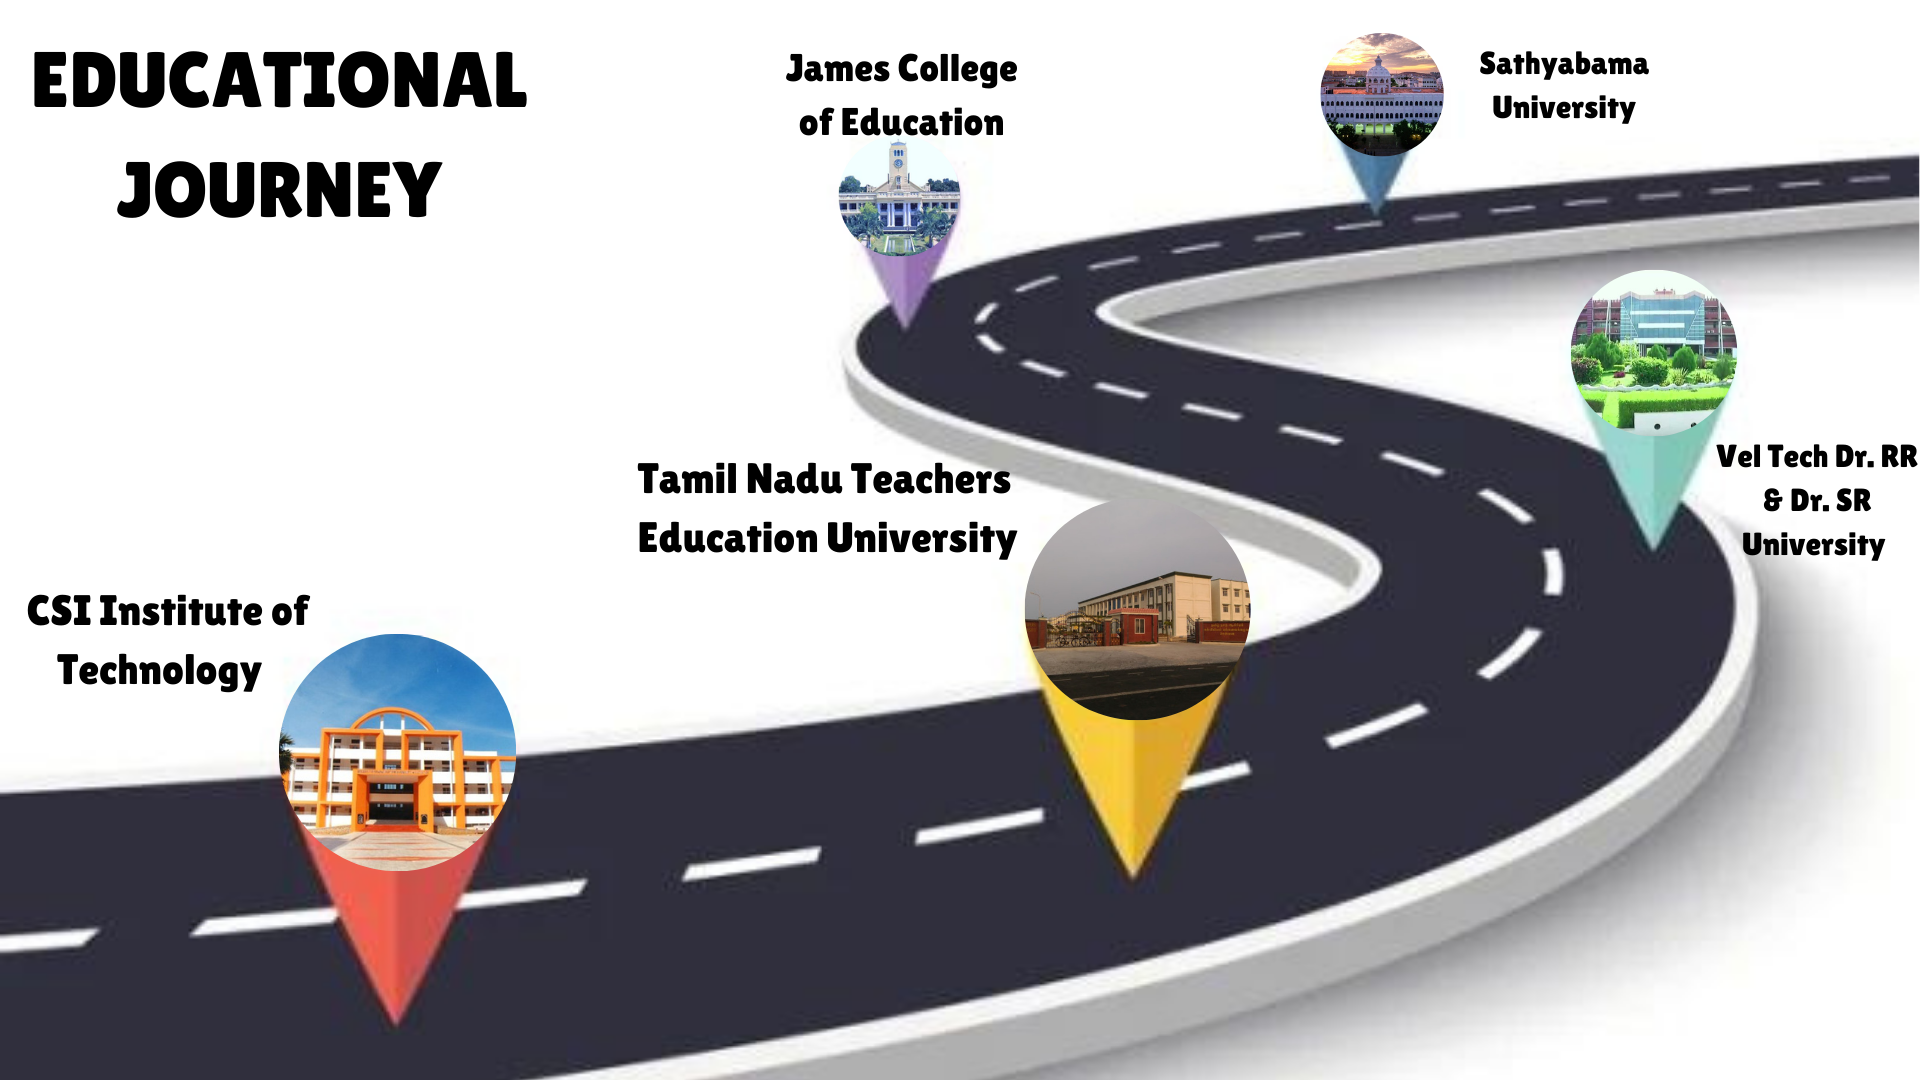 EDUCATIONAL
JOURNEY
James College
of Education
Sathyabama
University
Vel Tech Dr. RR
& Dr. SR
University
Tamil Nadu Teachers
Education University
CSI Institute of
Technology